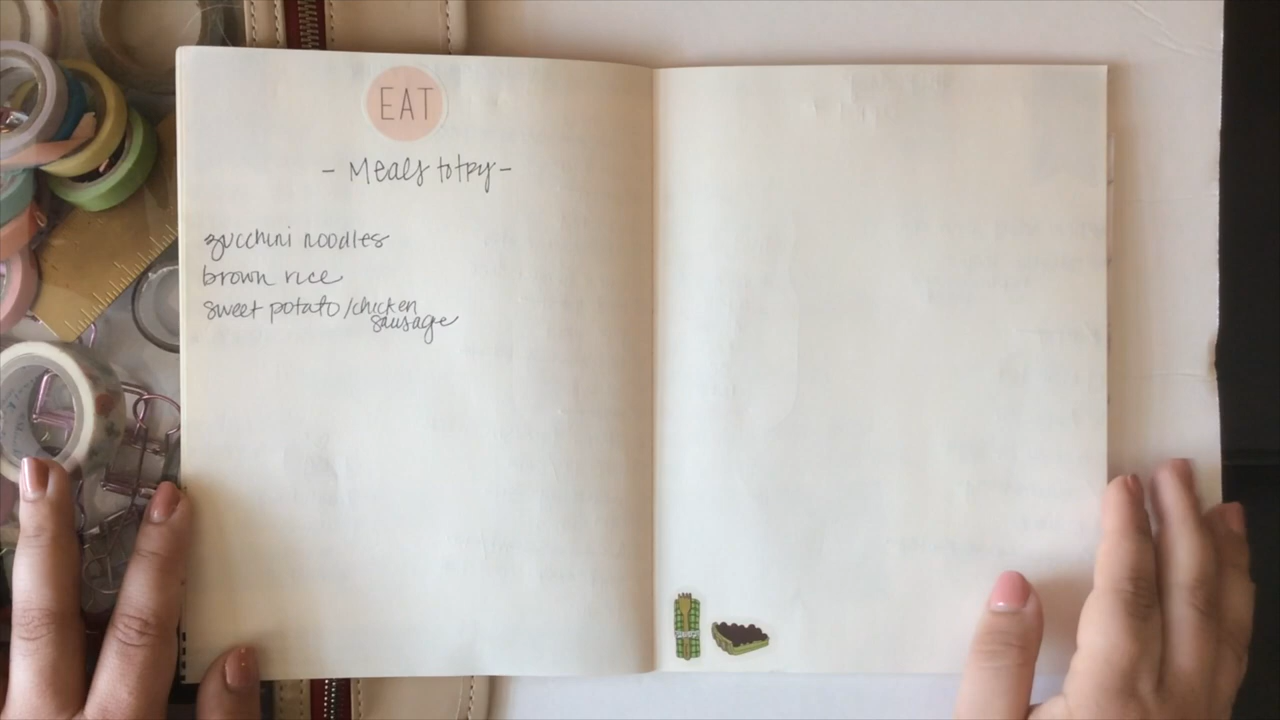 EAT
- Meals to try -
zucchini noodles
brown rice
sweet potato/chicken
sausage